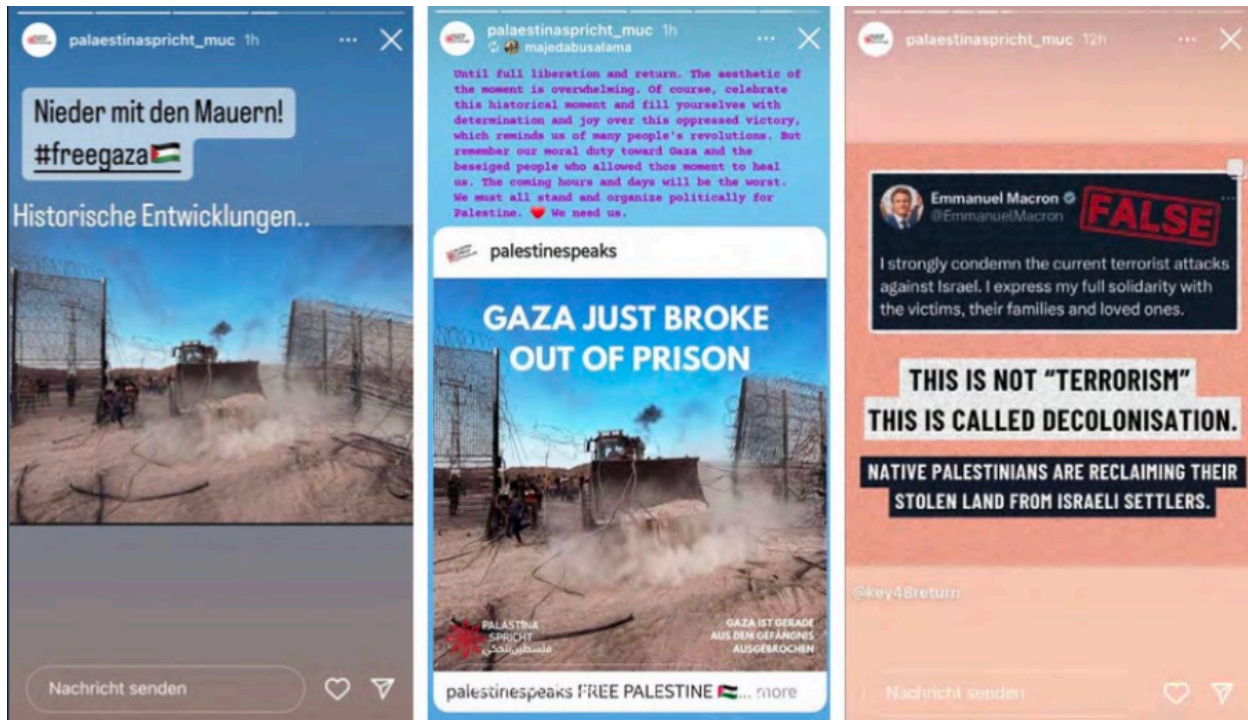 palaestinaspricht_muc 1h
Nieder mit den Mauern!
#freegaza🇵🇸
Historische Entwicklungen..
Nachricht senden
palaestinaspricht_muc 1h
majedabusalama
Until full liberation and return. The aesthetic of
the moment is overwhelming. Of course, celebrate
this historical moment and fill yourselves with
determination and joy over this oppressed victory,
which reminds us of many people's revolutions. But
remember our moral duty toward Gaza and the
beseiged people who allowed thos moment to heal
us. The coming hours and days will be the worst.
We must all stand and organize politically for
Palestine. ❤️ We need us.
palestinespeaks
GAZA JUST BROKE
OUT OF PRISON
PALÄSTINA
SPRICHT
فلسطين تحكي
GAZA IST GERADE
AUS DEM GEFÄNGNIS
AUSGEBROCHEN
palestinespeaks FREE PALESTINE 🇵🇸... more
palaestinaspricht_muc 12h
Emmanuel Macron
@EmmanuelMacron
FALSE
I strongly condemn the current terrorist attacks
against Israel. I express my full solidarity with
the victims, their families and loved ones.
THIS IS NOT “TERRORISM”
THIS IS CALLED DECOLONISATION.
NATIVE PALESTINIANS ARE RECLAIMING THEIR
STOLEN LAND FROM ISRAELI SETTLERS.
@key48return
Nachricht senden